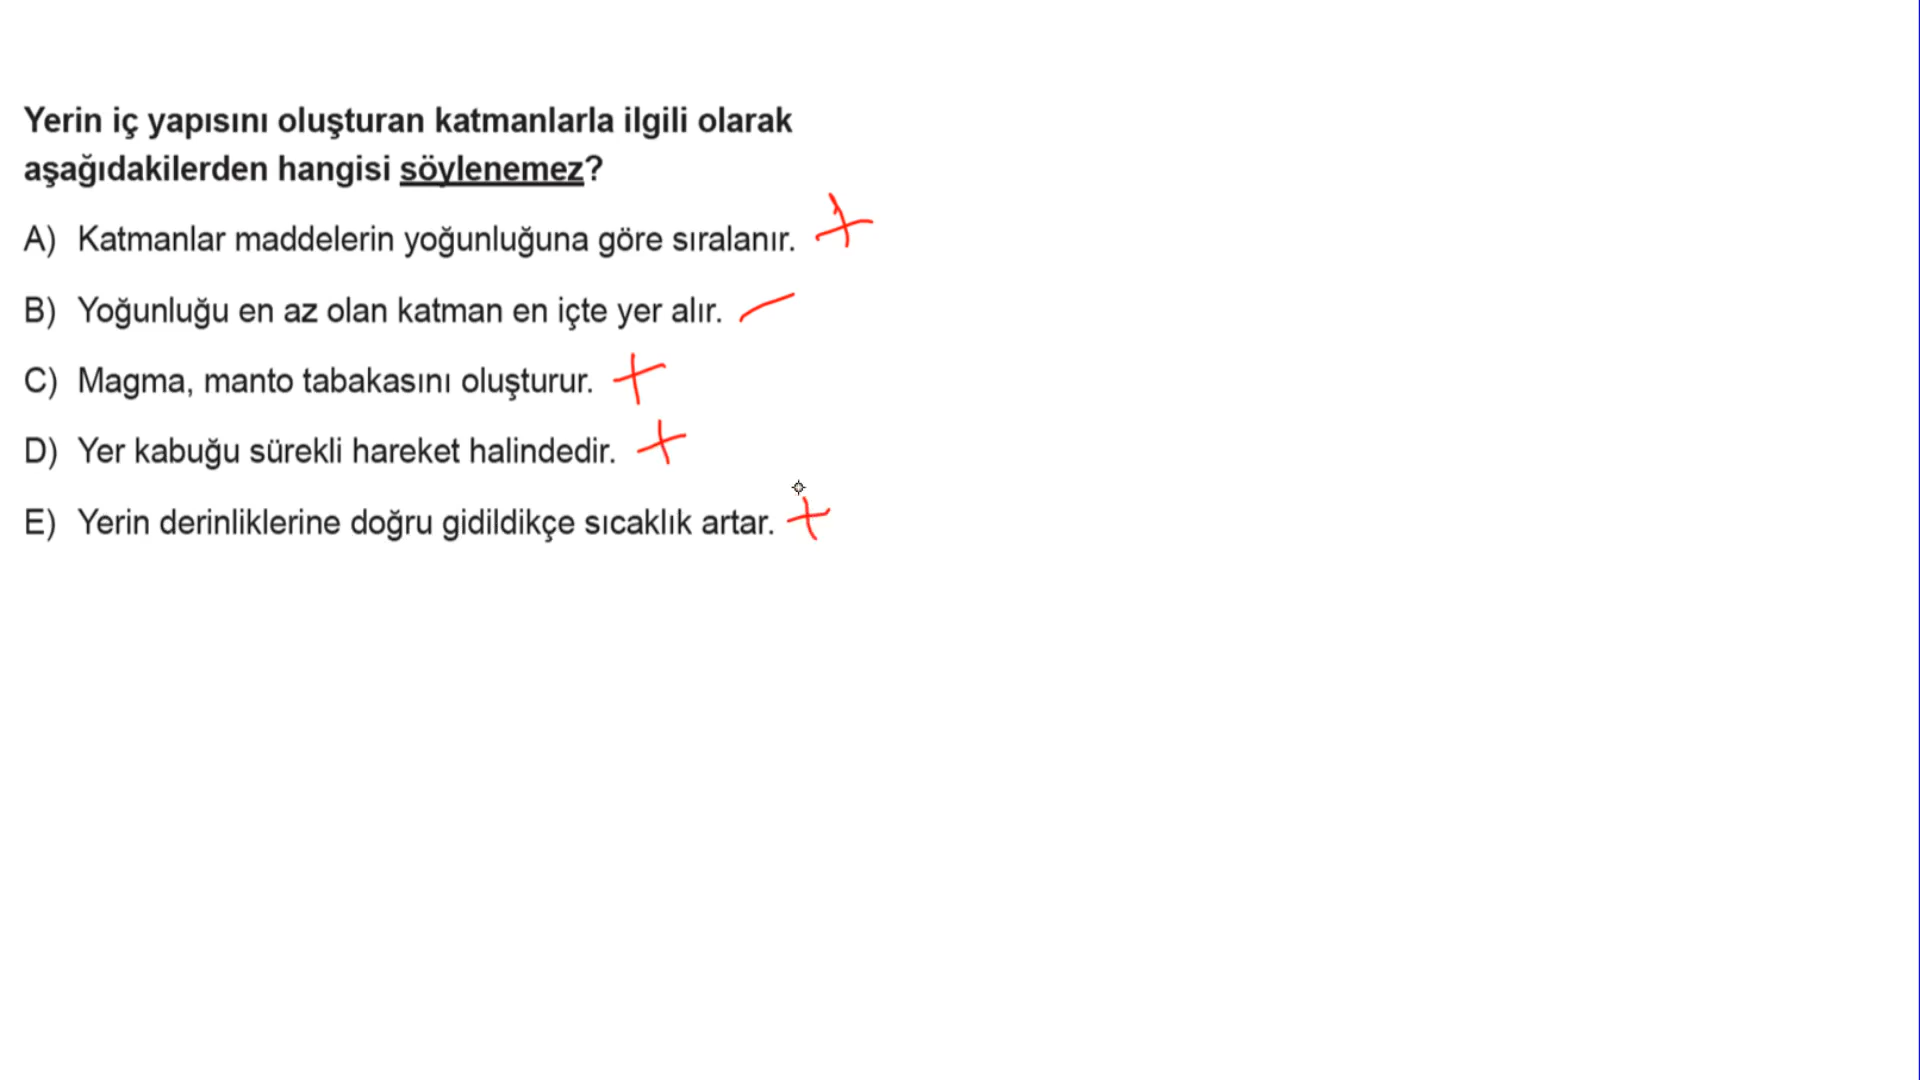 Yerin iç yapısını oluşturan katmanlarla ilgili olarak
aşağıdakilerden hangisi söylenemez?
A) Katmanlar maddelerin yoğunluğuna göre sıralanır. +
B) Yoğunluğu en az olan katman en içte yer alır. -
C) Magma, manto tabakasını oluşturur. +
D) Yer kabuğu sürekli hareket halindedir. +
E) Yerin derinliklerine doğru gidildikçe sıcaklık artar. +